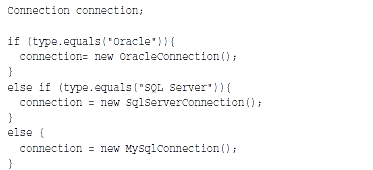 Connection connection;
if (type.equals("Oracle")){
connection= new OracleConnection();
}
else if (type.equals("SQL Server")){
connection = new SqlServerConnection();
}
else {
connection = new MySqlConnection();
}